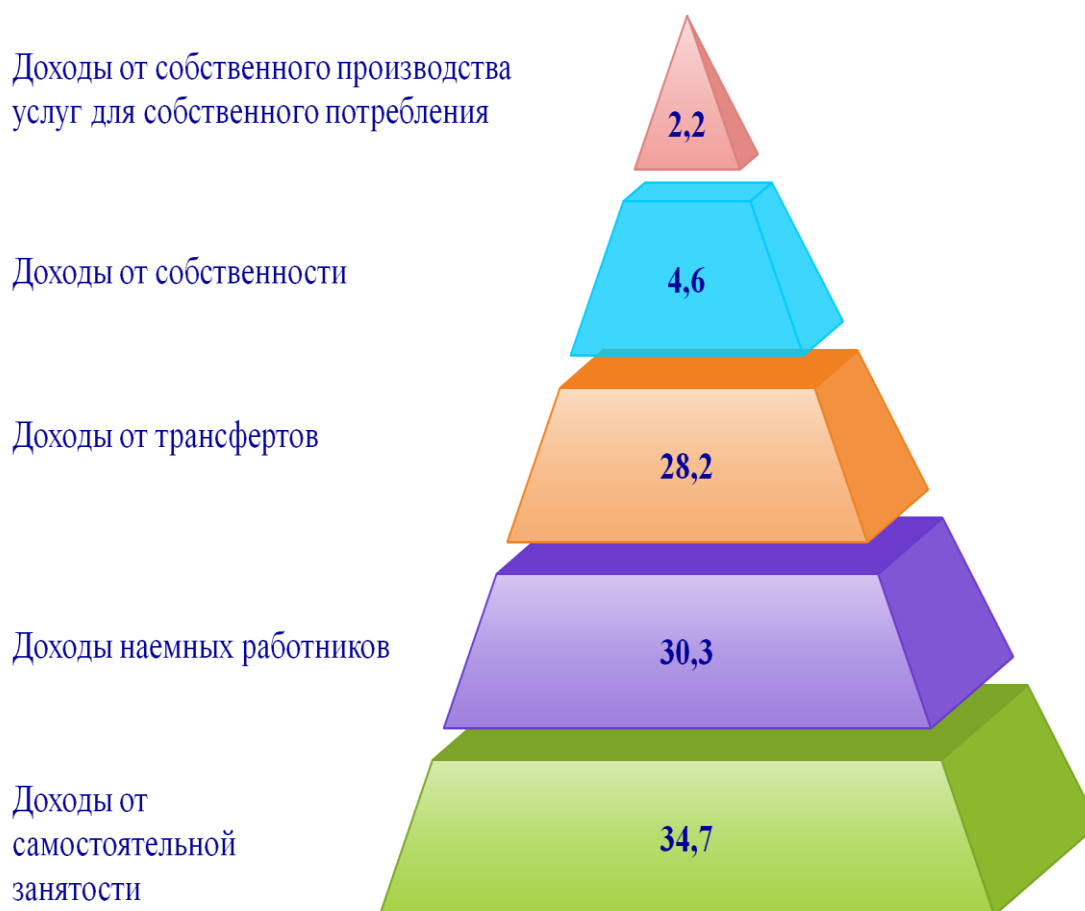 Доходы от собственного производства
услуг для собственного потребления
2,2
Доходы от собственности
4,6
Доходы от трансфертов
28,2
Доходы наемных работников
30,3
Доходы от
самостоятельной
занятости
34,7